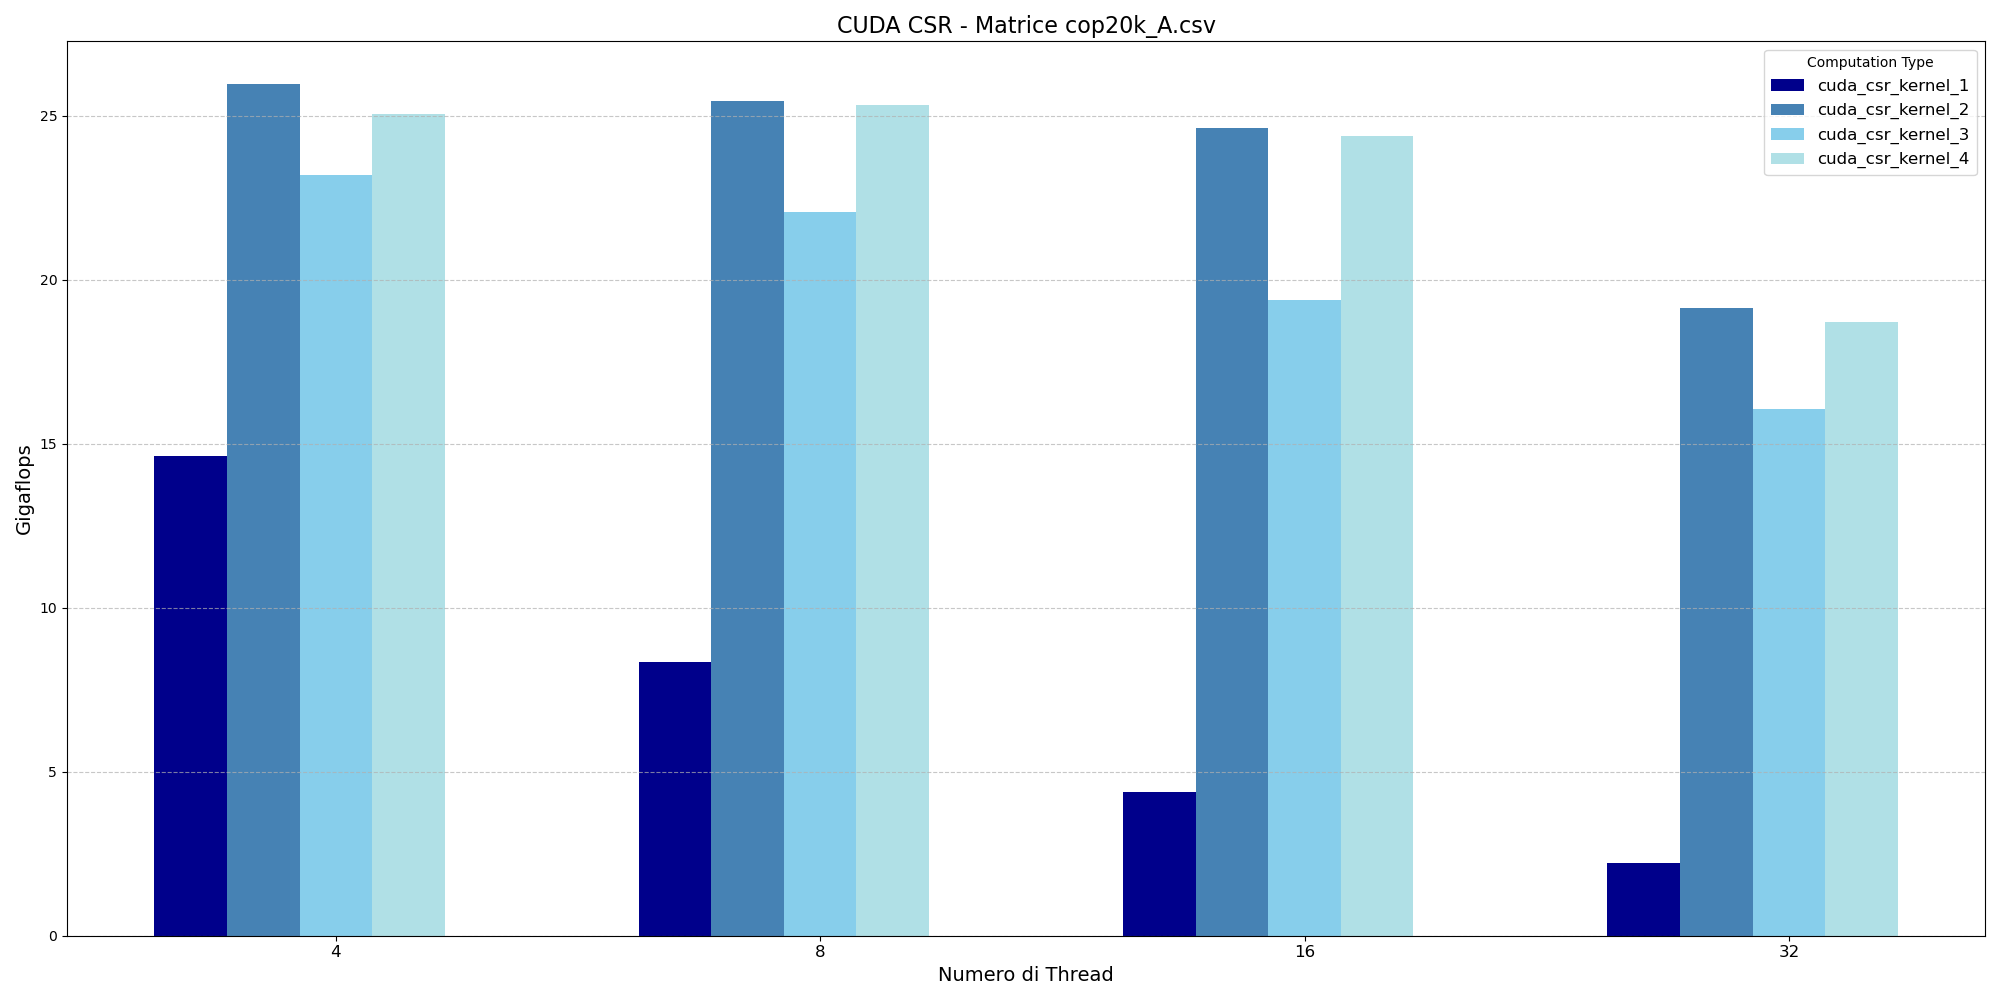 CUDA CSR - Matrice cop20k_A.csv
Computation Type
cuda_csr_kernel_1
cuda_csr_kernel_2
cuda_csr_kernel_3
cuda_csr_kernel_4
Gigaflops
25
20
15
10
5
0
4 8 16 32
Numero di Thread